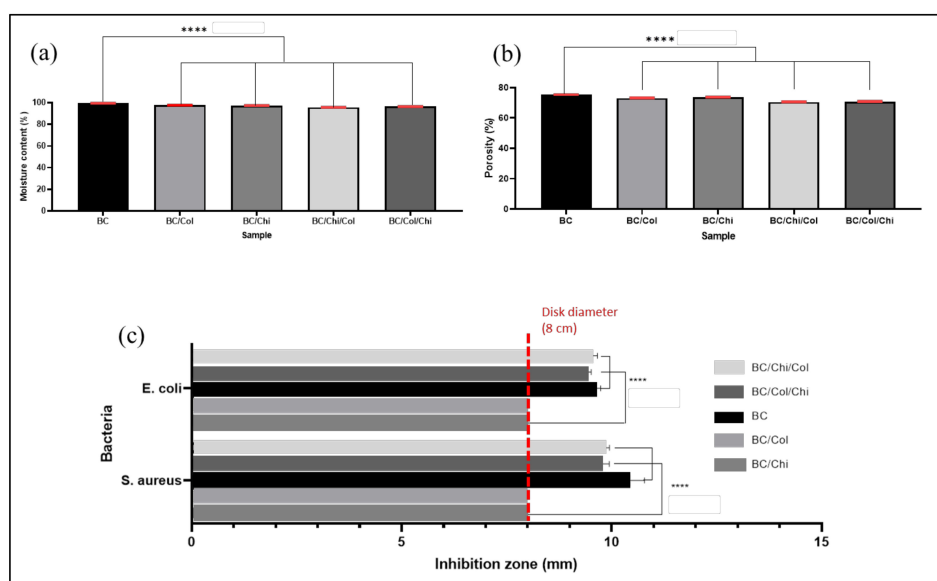 (a)
****
Moisture content (%)
100
80
60
40
20
0
BC
BC/Col
BC/Chi
BC/Chi/Col
BC/Col/Chi
Sample
(b)
****
Porosity (%)
80
60
40
20
0
BC
BC/Col
BC/Chi
BC/Chi/Col
BC/Col/Chi
Sample
(c)
Disk diameter
(8 cm)
Bacteria
E. coli
S. aureus
****
****
BC/Chi/Col
BC/Col/Chi
BC
BC/Col
BC/Chi
0
5
10
15
Inhibition zone (mm)